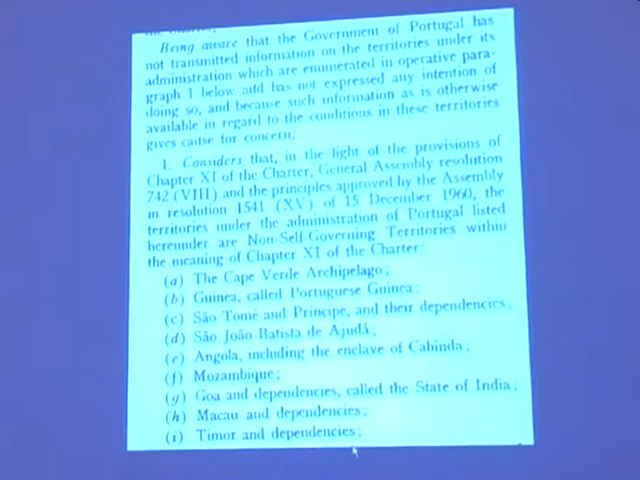 Being aware that the Government of Portugal has
not transmitted information on the territories under its
administration which are enumerated in operative para-
graph 1 below and has not expressed any intention of
doing so, and because such information as is otherwise
available in regard to the conditions in these territories
gives cause for concern,
1. Considers that, in the light of the provisions of
Chapter XI of the Charter, General Assembly resolution
742 (VIII) and the principles approved by the Assembly
in resolution 1541 (XV) of 15 December 1960, the
territories under the administration of Portugal listed
hereunder are Non-Self-Governing Territories within
the meaning of Chapter XI of the Charter:
(a) The Cape Verde Archipelago;
(b) Guinea, called Portuguese Guinea;
(c) São Tomé and Príncipe, and their dependencies;
(d) São João Batista de Ajudá;
(e) Angola, including the enclave of Cabinda;
(f) Mozambique;
(g) Goa and dependencies, called the State of India;
(h) Macau and dependencies;
(i) Timor and dependencies;